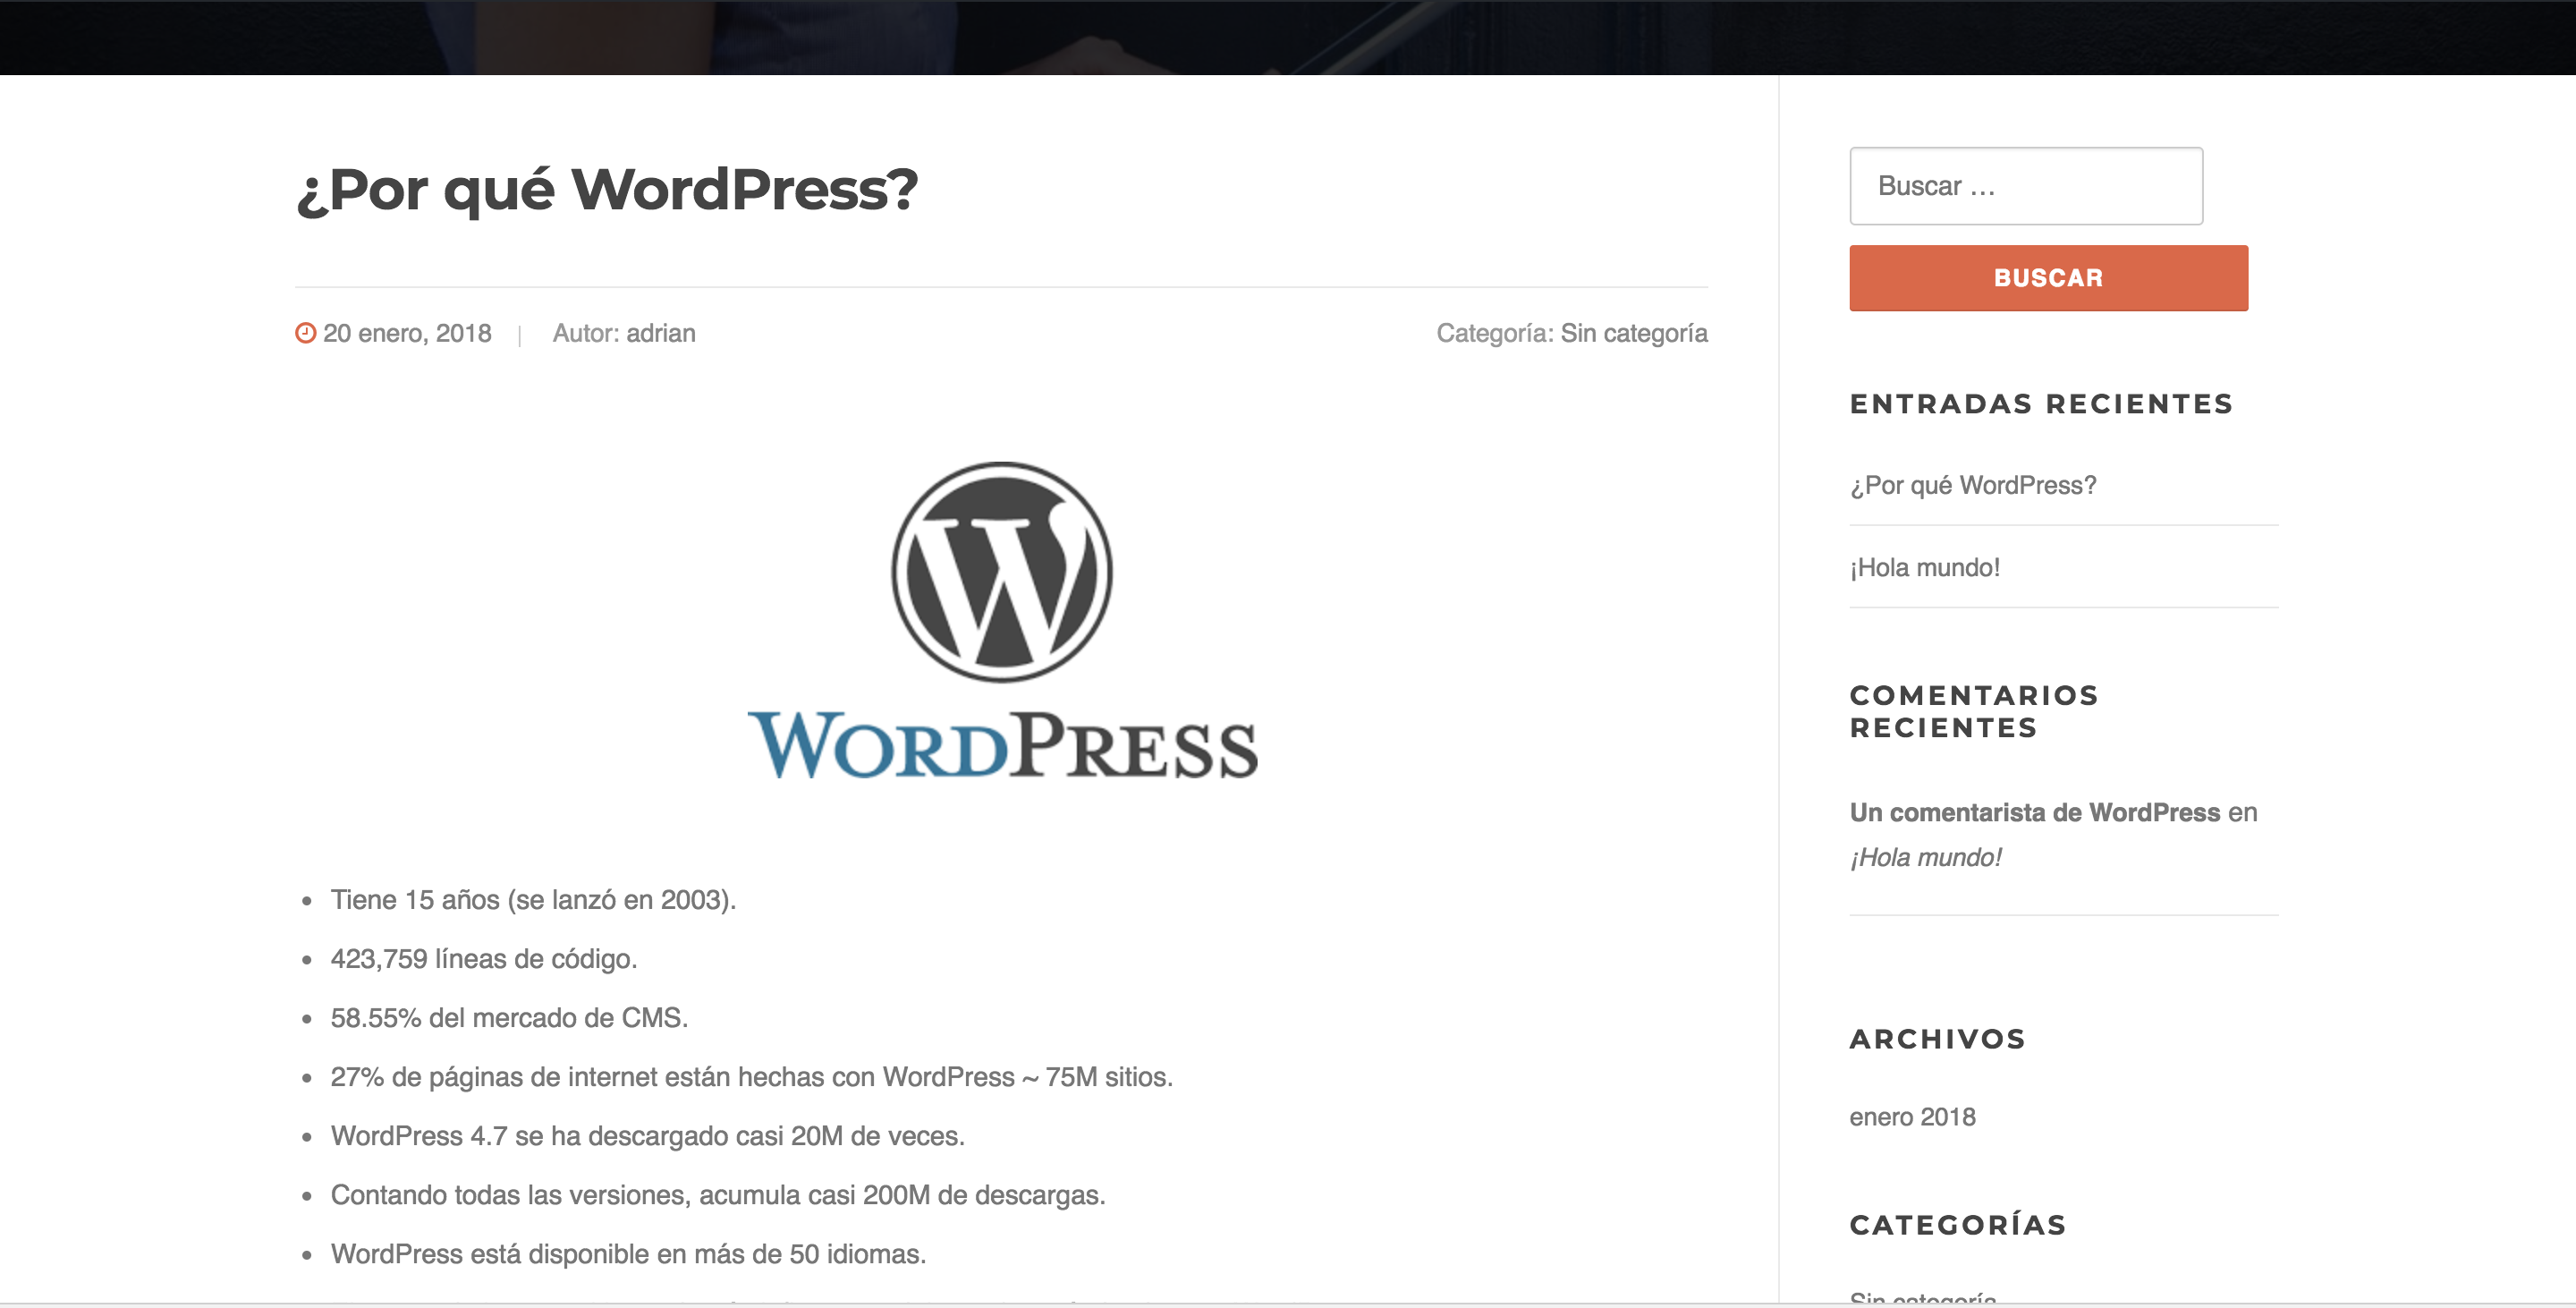 ¿Por qué WordPress?
20 enero, 2018 | Autor: adrian
Categoría: Sin categoría
WORDPRESS
• Tiene 15 años (se lanzó en 2003).
• 423,759 líneas de código.
• 58.55% del mercado de CMS.
• 27% de páginas de internet están hechas con WordPress ~ 75M sitios.
• WordPress 4.7 se ha descargado casi 20M de veces.
• Contando todas las versiones, acumula casi 200M de descargas.
• WordPress está disponible en más de 50 idiomas.
Buscar ...
BUSCAR
ENTRADAS RECIENTES
¿Por qué WordPress?
¡Hola mundo!
COMENTARIOS
RECIENTES
Un comentarista de WordPress en
¡Hola mundo!
ARCHIVOS
enero 2018
CATEGORÍAS
Sin categoría